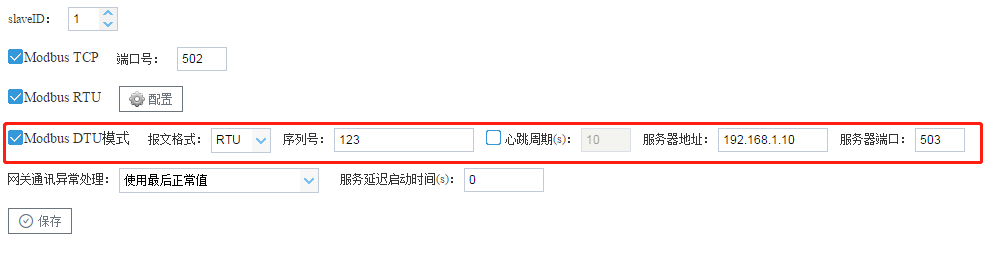 slaveID： 1
Modbus TCP 端口号： 502
Modbus RTU 配置
Modbus DTU模式 报文格式： RTU 序列号： 123 心跳周期(s)： 10 服务器地址： 192.168.1.10 服务器端口： 503
网关通讯异常处理： 使用最后正常值 服务延迟启动时间(s)： 0
保存